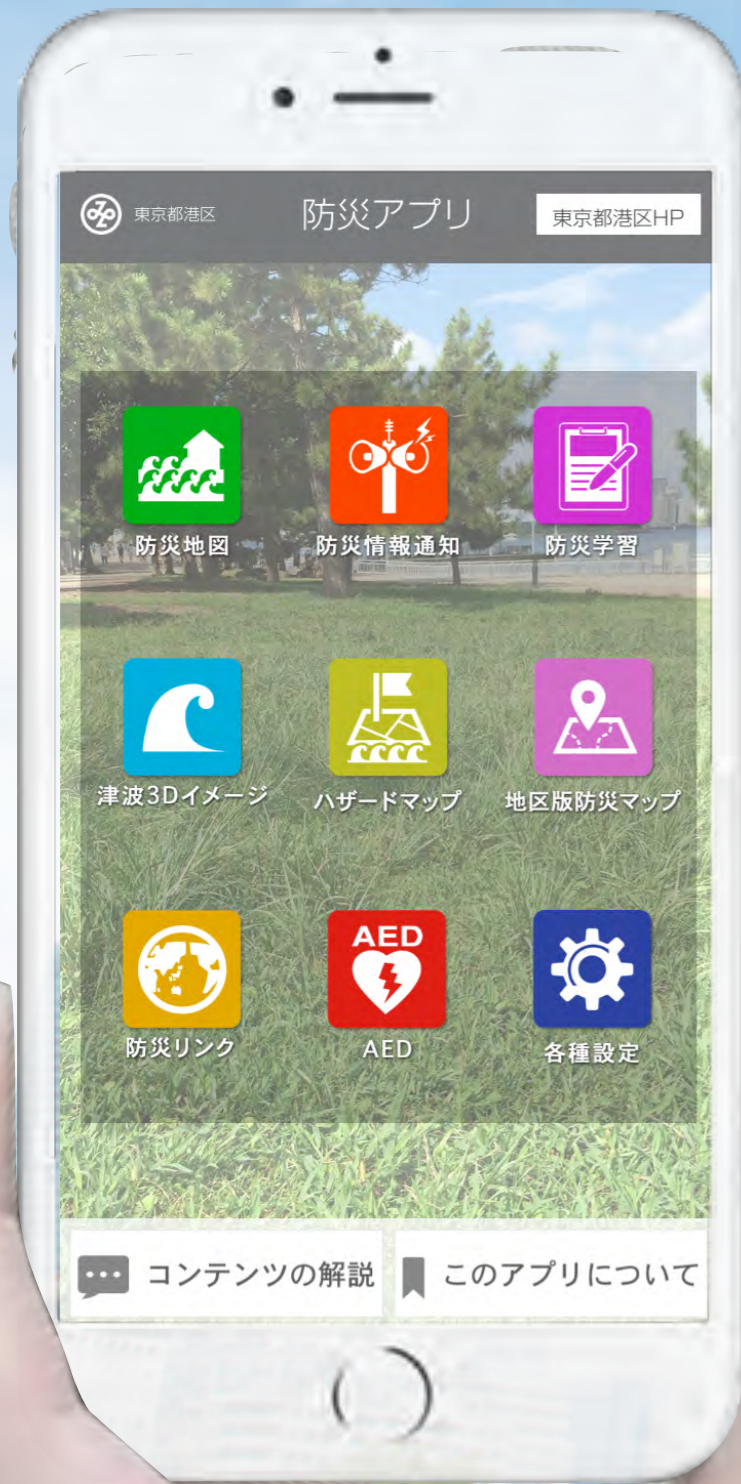 東京都港区
防災アプリ
東京都港区HP
防災地図
防災情報通知
防災学習
津波3Dイメージ
ハザードマップ
地区版防災マップ
防災リンク
AED
AED
各種設定
コンテンツの解説
このアプリについて